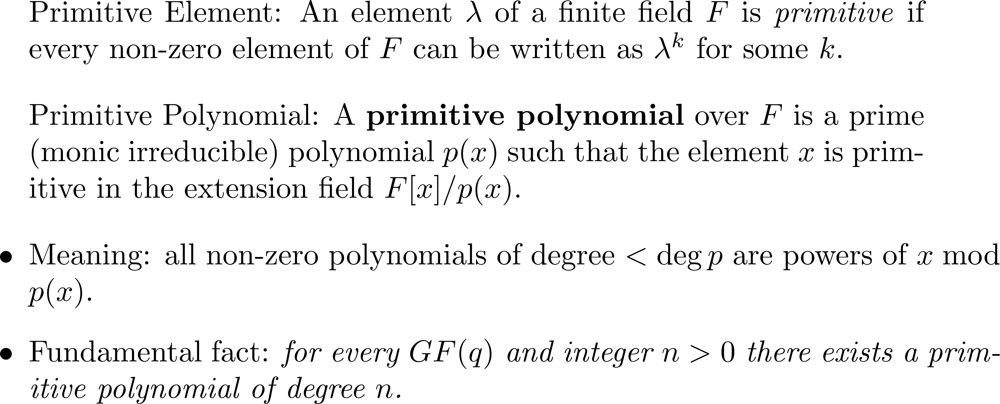 Primitive Element: An element λ of a finite field F is primitive if
every non-zero element of F can be written as λ^k for some k.
Primitive Polynomial: A primitive polynomial over F is a prime
(monic irreducible) polynomial p(x) such that the element x is prim-
itive in the extension field F[x]/p(x).
• Meaning: all non-zero polynomials of degree < deg p are powers of x mod
p(x).
• Fundamental fact: for every GF(q) and integer n > 0 there exists a prim-
itive polynomial of degree n.